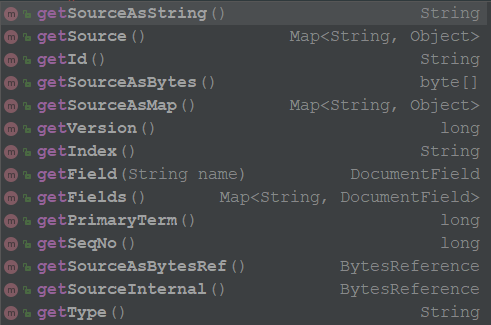 m getSourceAsString() String
m getSource() Map<String, Object>
m getId() String
m getSourceAsBytes() byte[]
m getSourceAsMap() Map<String, Object>
m getVersion() long
m getIndex() String
m getField(String name) DocumentField
m getFields() Map<String, DocumentField>
m getPrimaryTerm() long
m getSeqNo() long
m getSourceAsBytesRef() BytesReference
m getSourceInternal() BytesReference
m getType() String